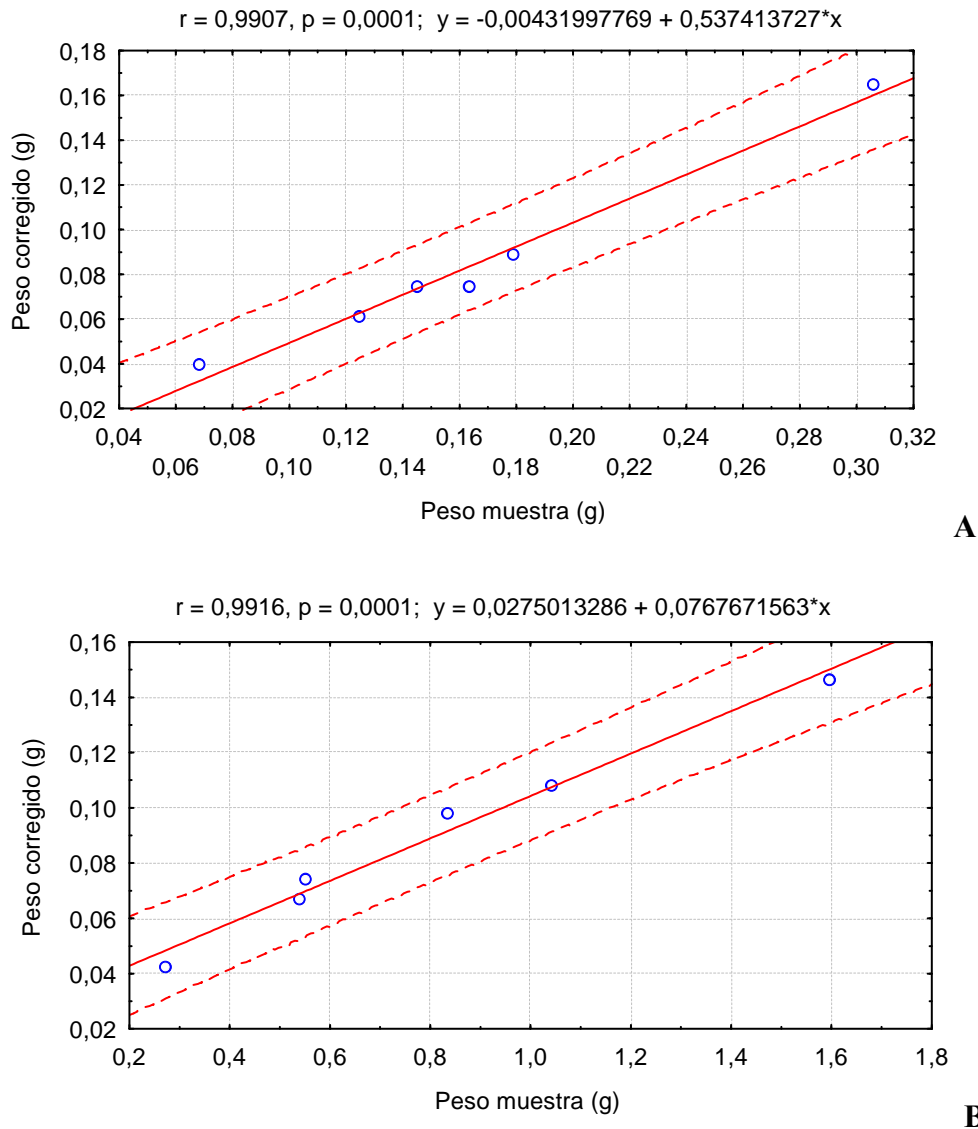 r = 0,9907, p = 0,0001; y = -0,00431997769 + 0,537413727*x
0,18
0,16
0,14
0,12
0,10
0,08
0,06
0,04
0,02
Peso corregido (g)
0,04 0,08 0,12 0,16 0,20 0,24 0,28 0,32
0,06 0,10 0,14 0,18 0,22 0,26 0,30
Peso muestra (g)
A
r = 0,9916, p = 0,0001; y = 0,0275013286 + 0,0767671563*x
0,16
0,14
0,12
0,10
0,08
0,06
0,04
0,02
Peso corregido (g)
0,2 0,4 0,6 0,8 1,0 1,2 1,4 1,6 1,8
Peso muestra (g)
B